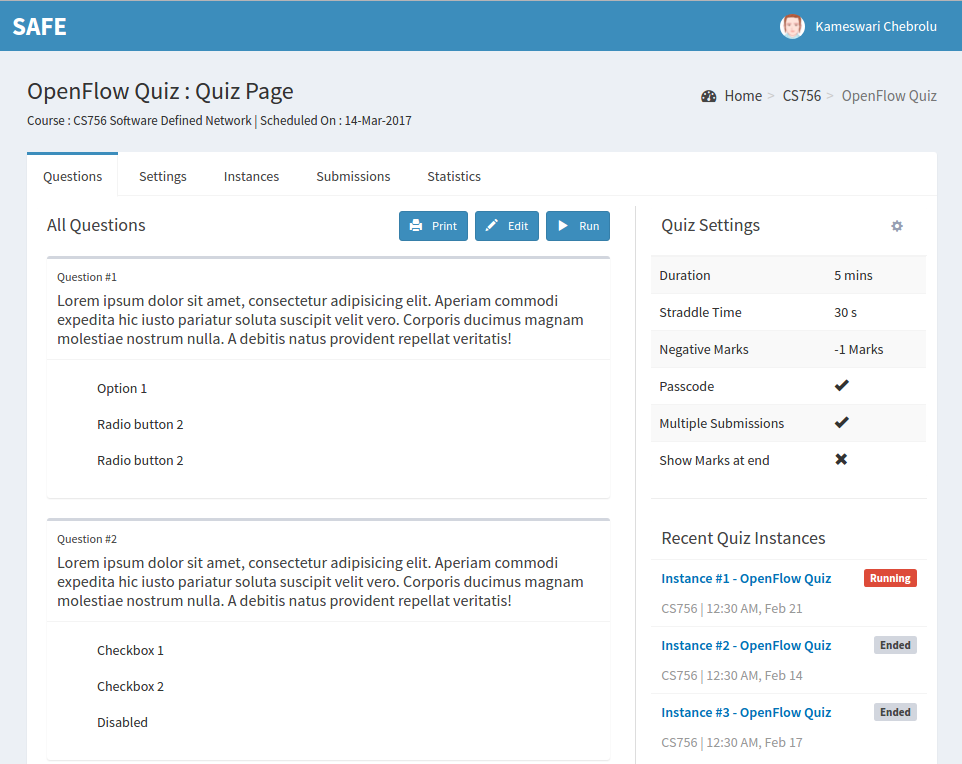 SAFE
Kameswari Chebrolu
OpenFlow Quiz : Quiz Page
Home > CS756 > OpenFlow Quiz
Course : CS756 Software Defined Network | Scheduled On : 14-Mar-2017
Questions Settings Instances Submissions Statistics
All Questions
Print Edit Run
Question #1
Lorem ipsum dolor sit amet, consectetur adipisicing elit. Aperiam commodi
expedita hic iusto pariatur soluta suscipit velit vero. Corporis ducimus magnam
molestiae nostrum nulla. A debitis natus provident repellat veritatis!
Option 1
Radio button 2
Radio button 2
Question #2
Lorem ipsum dolor sit amet, consectetur adipisicing elit. Aperiam commodi
expedita hic iusto pariatur soluta suscipit velit vero. Corporis ducimus magnam
molestiae nostrum nulla. A debitis natus provident repellat veritatis!
Checkbox 1
Checkbox 2
Disabled
Quiz Settings
Duration 5 mins
Straddle Time 30 s
Negative Marks -1 Marks
Passcode ✔
Multiple Submissions ✔
Show Marks at end ✖
Recent Quiz Instances
Instance #1 - OpenFlow Quiz Running
CS756 | 12:30 AM, Feb 21
Instance #2 - OpenFlow Quiz Ended
CS756 | 12:30 AM, Feb 14
Instance #3 - OpenFlow Quiz Ended
CS756 | 12:30 AM, Feb 17